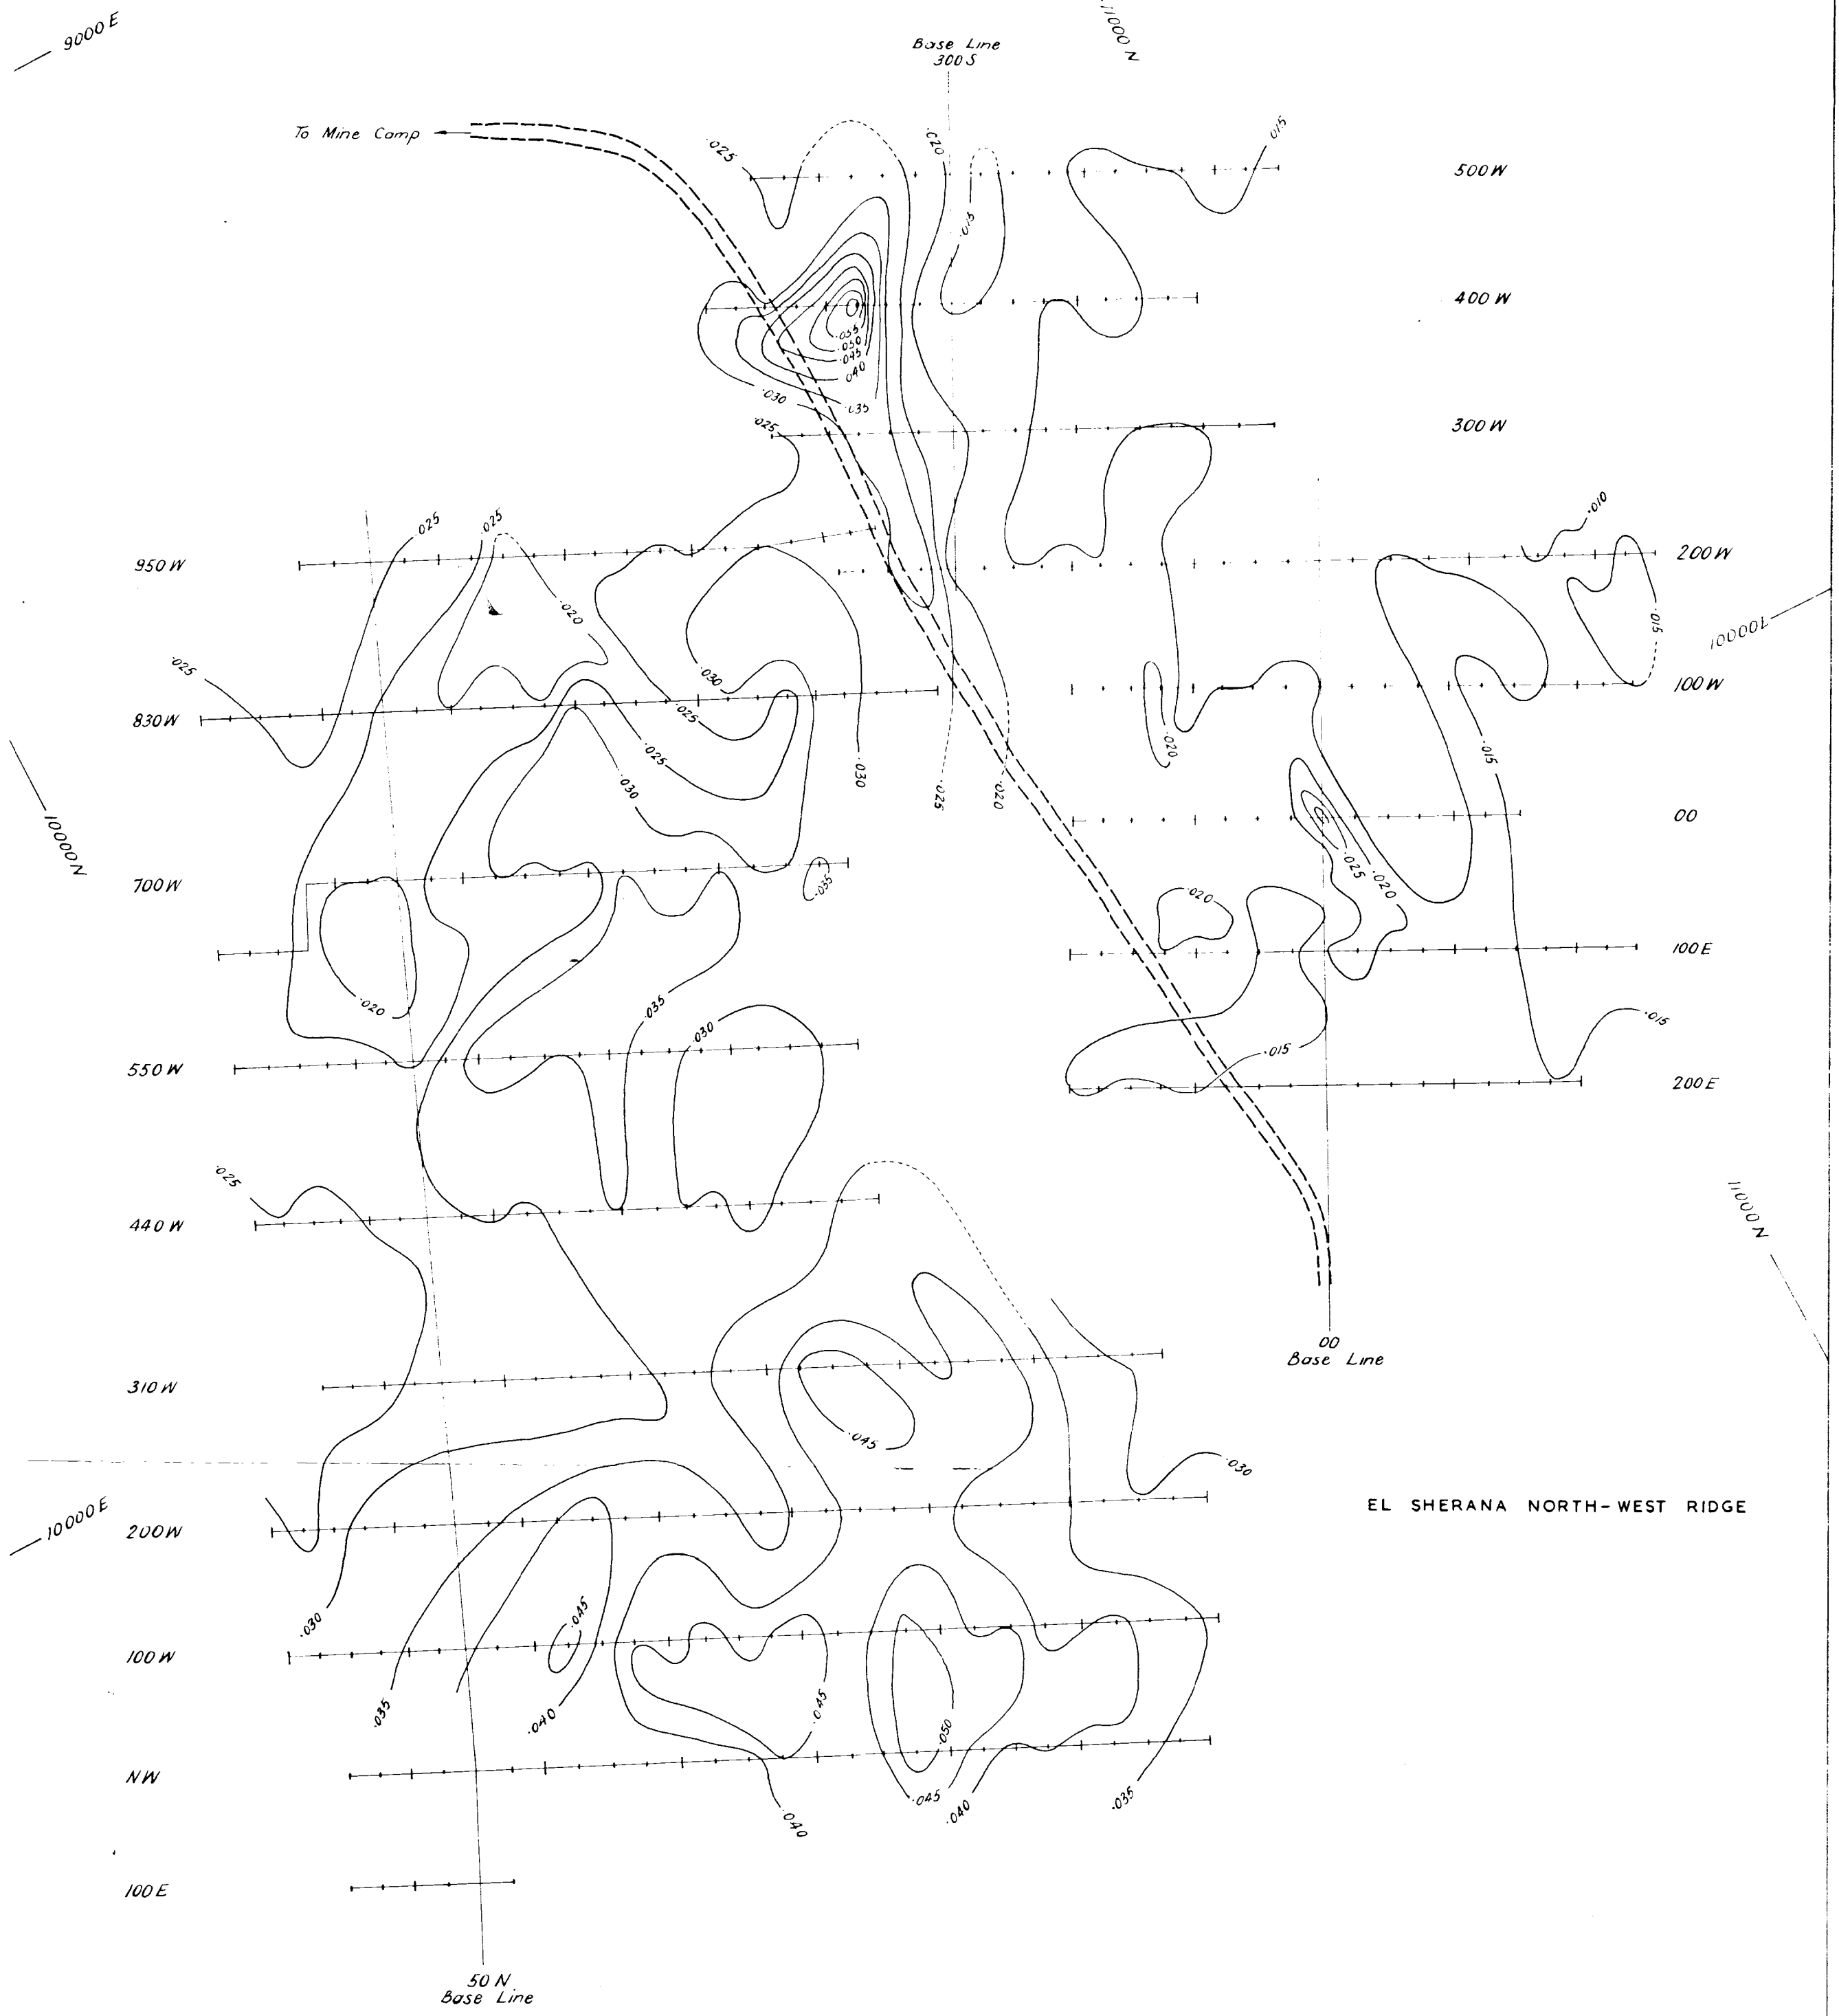 9000 E
11000 N
Base Line
300 S
To Mine Camp
.025
.020
.015
500 W
.015
400 W
.055
.050
.045
.040
.030
.035
.025
300 W
.010
.025
.025
950 W
200 W
.020
.015
10000E
.025
.030
100 W
830 W
.025
.020
.015
.025
.030
.030
.025
.020
00
10000 N
.025
.020
700 W
.035
.020
100 E
.020
.035
.030
.015
.015
550 W
200 E
.025
440 W
11000 N
00
Base Line
310 W
.045
.030
EL SHERANA NORTH-WEST RIDGE
10000 E
200W
.030
.045
100 W
.035
.040
.045
.050
NW
.045
.040
.035
.040
100 E
50 N
Base Line